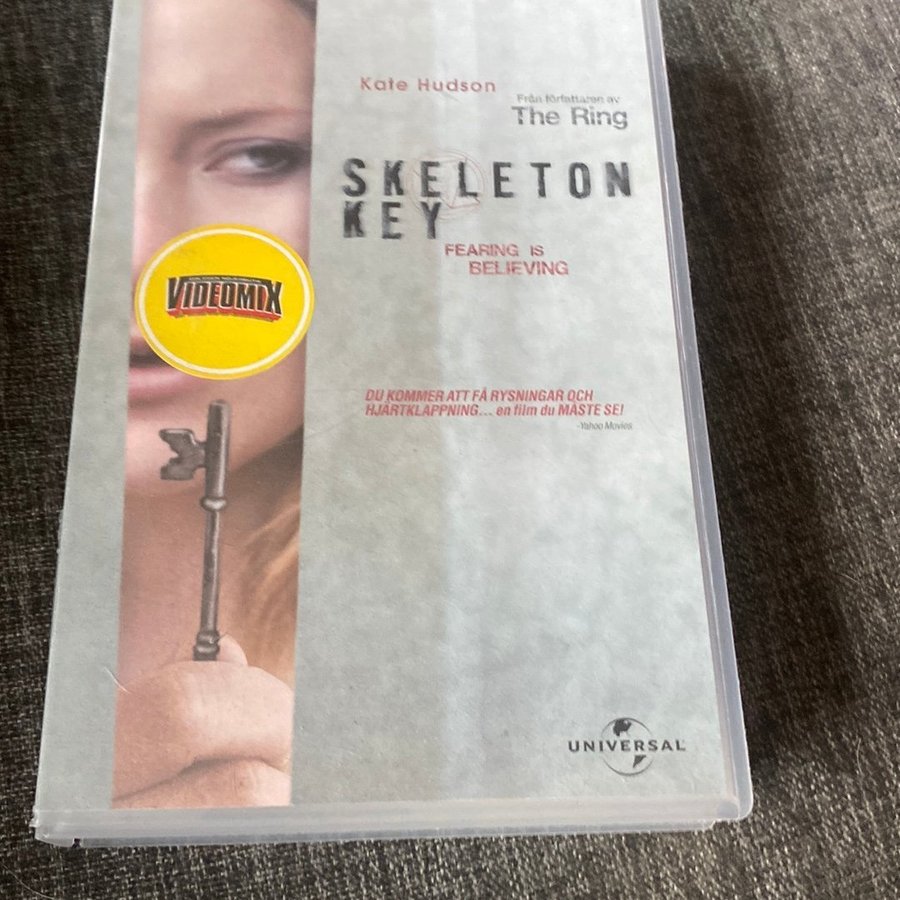 Kate Hudson
Från författaren av
The Ring
SKELETON
KEY
FEARING IS
BELIEVING
VIDEOMIX
DU KOMMER ATT FÅ RYSNINGAR OCH
HJÄRTKLAPPNING... en film du MÅSTE SE!
-Yahoo Movies
UNIVERSAL